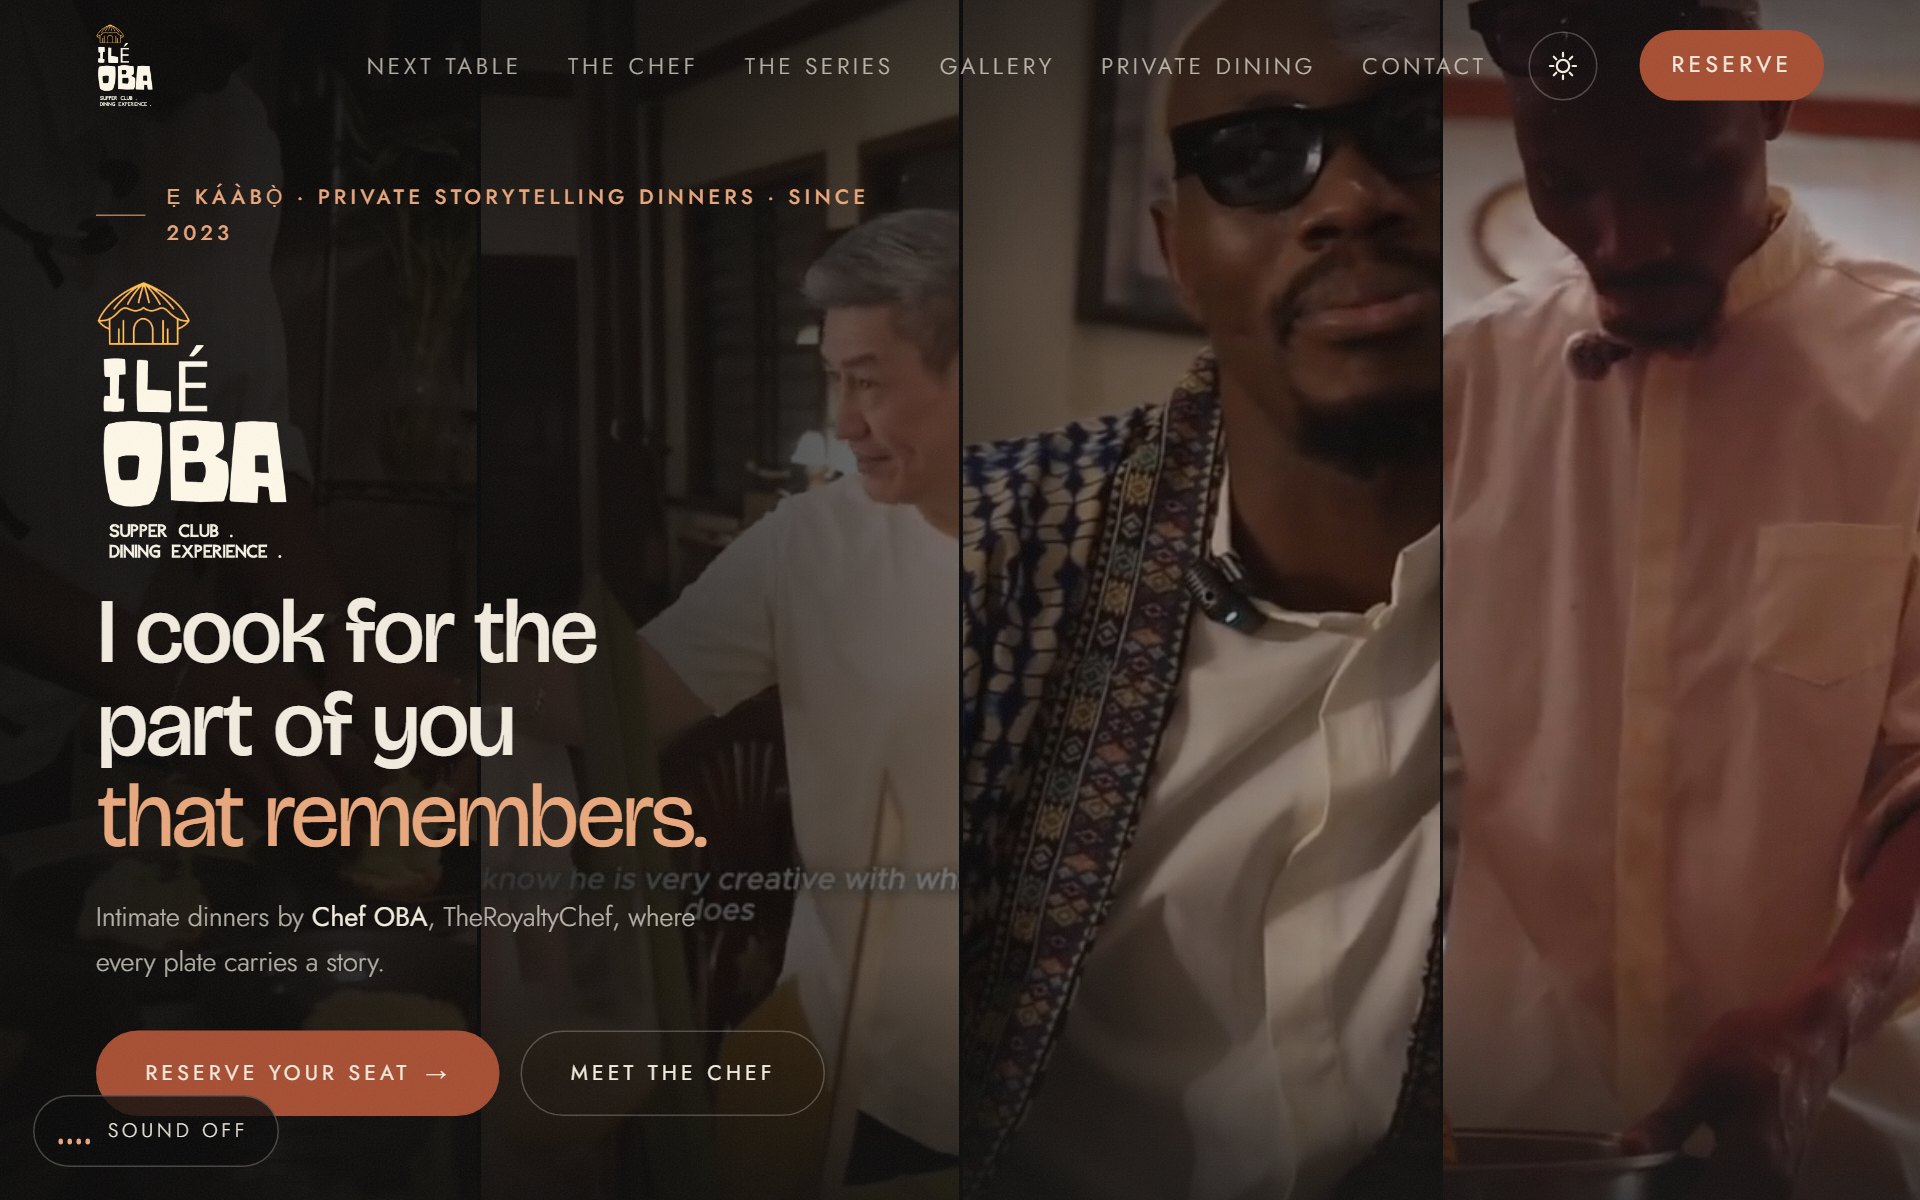 ILÉ
OBA
SUPPER CLUB .
DINING EXPERIENCE .
NEXT TABLE THE CHEF THE SERIES GALLERY PRIVATE DINING CONTACT RESERVE
Ẹ KÁÀBỌ̀ · PRIVATE STORYTELLING DINNERS · SINCE
2023
ILÉ
OBA
SUPPER CLUB .
DINING EXPERIENCE .
I cook for the
part of you
that remembers.
know he is very creative with wh
does
Intimate dinners by Chef OBA, TheRoyaltyChef, where
every plate carries a story.
RESERVE YOUR SEAT → MEET THE CHEF
SOUND OFF